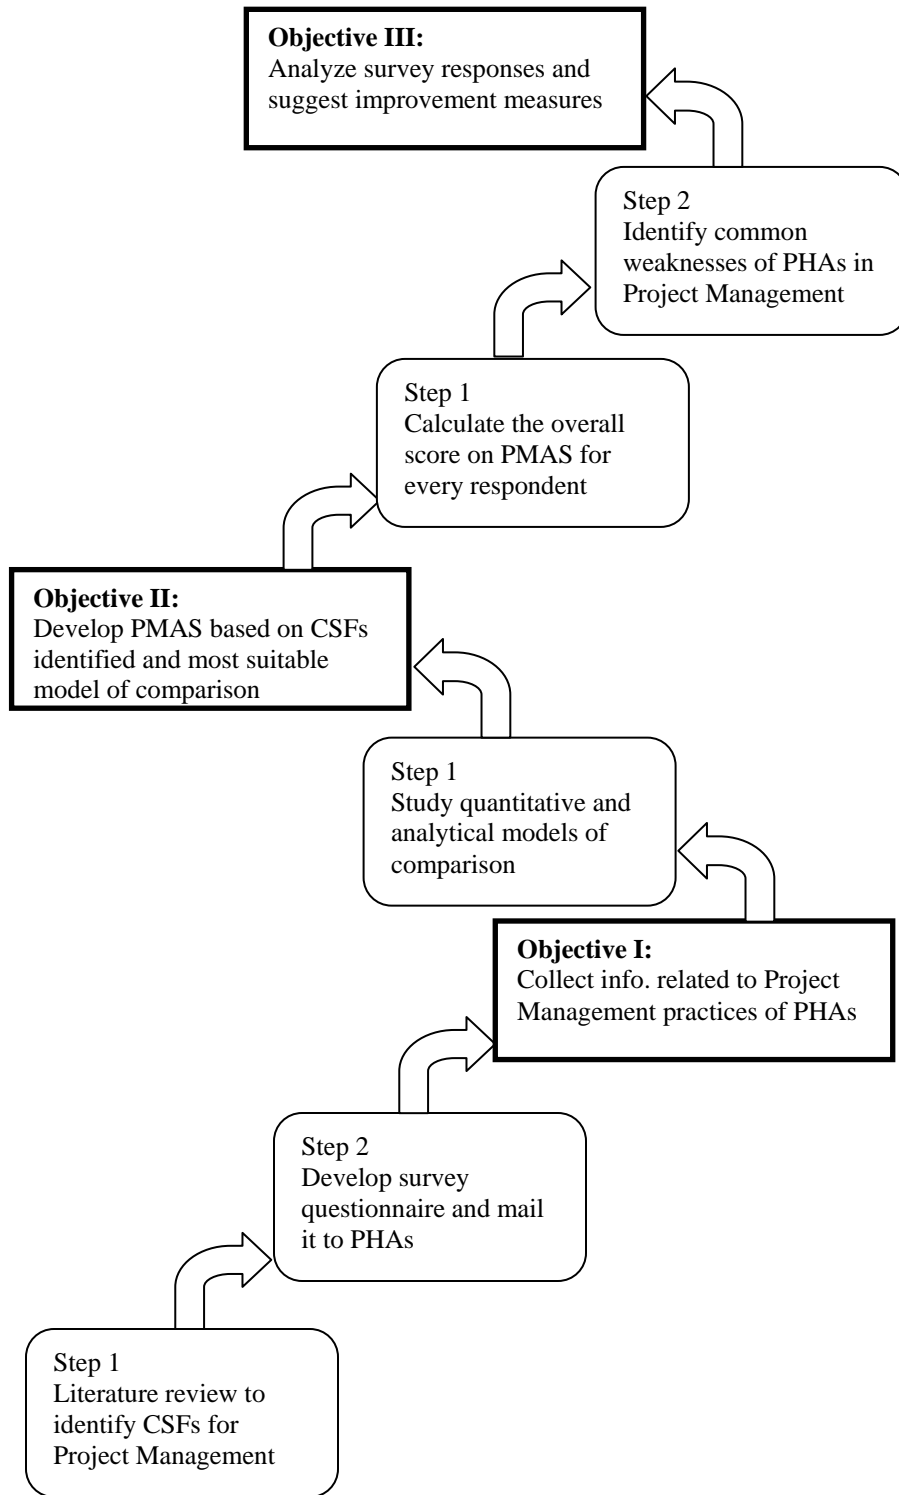 Objective III:
Analyze survey responses and
suggest improvement measures
Step 2
Identify common
weaknesses of PHAs in
Project Management
Step 1
Calculate the overall
score on PMAS for
every respondent
Objective II:
Develop PMAS based on CSFs
identified and most suitable
model of comparison
Step 1
Study quantitative and
analytical models of
comparison
Objective I:
Collect info. related to Project
Management practices of PHAs
Step 2
Develop survey
questionnaire and mail
it to PHAs
Step 1
Literature review to
identify CSFs for
Project Management